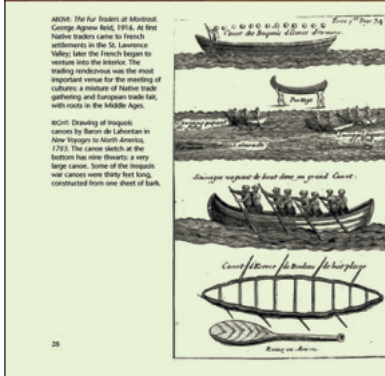 ABOVE: The Fur Traders at Montreal.
George Agnew Reid, 1916. At first
Native traders came to French
settlements in the St. Lawrence
Valley; later the French began to
venture into the interior. The
trading rendezvous was the most
important venue for the meeting of
cultures: a mixture of Native trade
gathering and European trade fair,
with roots in the Middle Ages.
RIGHT: Drawing of Iroquois
canoes by Baron de Lahontan in
New Voyages to North America,
1703. The canoe sketch at the
bottom has nine thwarts: a very
large canoe. Some of the Iroquois
war canoes were thirty feet long,
constructed from one sheet of bark.
28
Canot des Iroquois
Portage
Sauvages
Sauvages de bout dans un grand Canot.
Canot